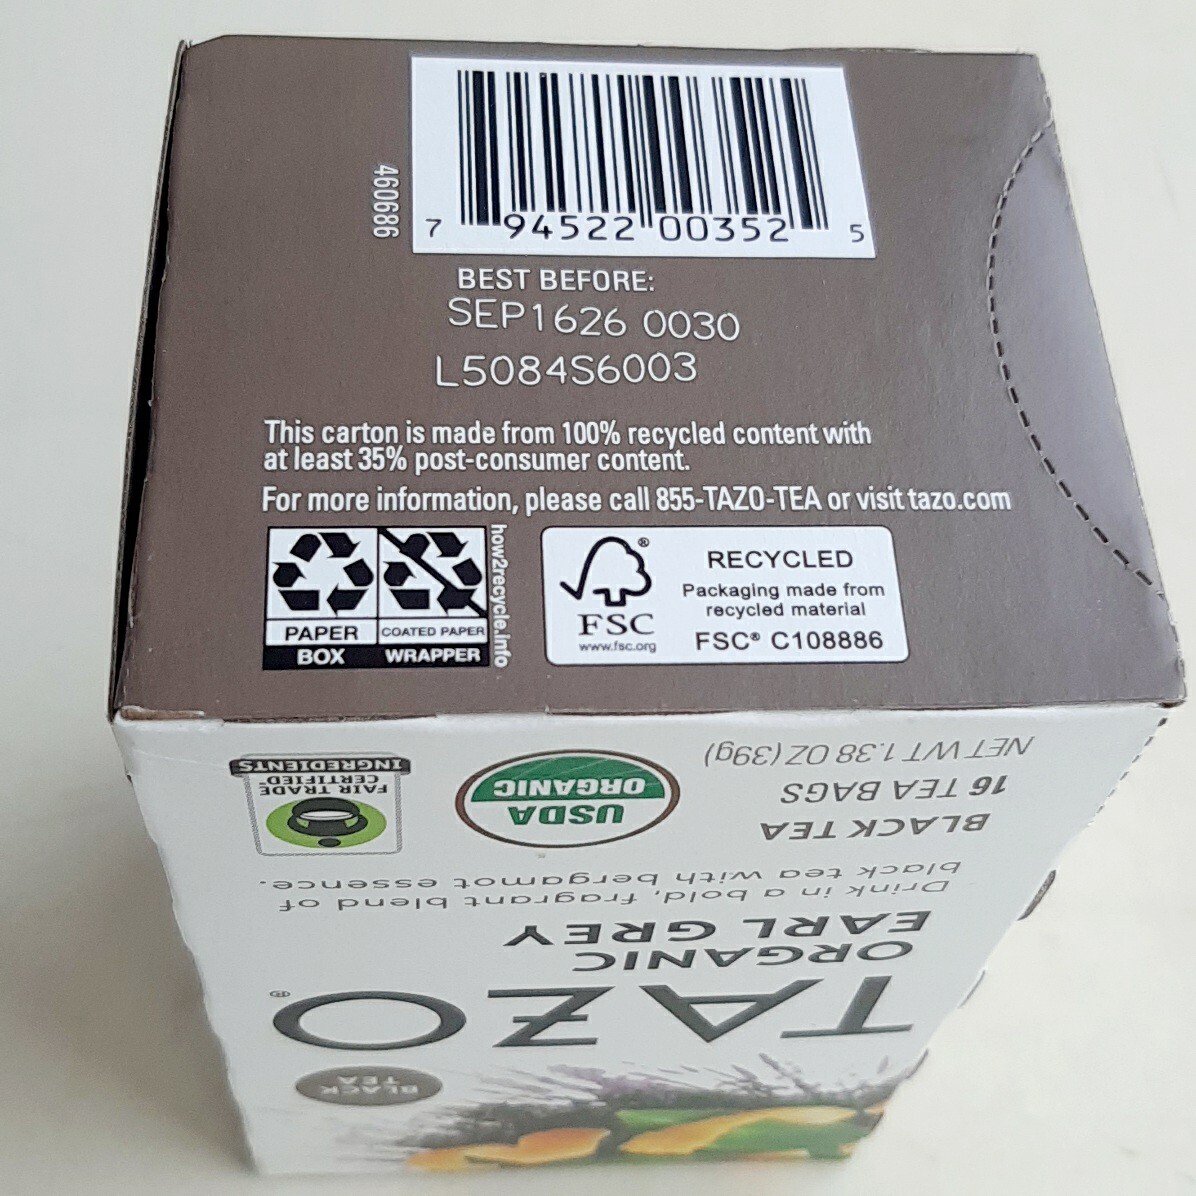 460686
7 94522 00352 5
BEST BEFORE:
SEP1626 0030
L5084S6003
This carton is made from 100% recycled content with
at least 35% post-consumer content.
For more information, please call 855-TAZO-TEA or visit tazo.com
PAPER
BOX
COATED PAPER
WRAPPER
how2recycle.info
®
FSC
www.fsc.org
RECYCLED
Packaging made from
recycled material
FSC® C108886
BLACK
TEA
TAZO®
ORGANIC
EARL GREY
Drink in a bold, fragrant blend of
black tea with bergamot essence.
BLACK TEA
16 TEA BAGS
NET WT 1.38 OZ (39g)
USDA
ORGANIC
FAIR TRADE
CERTIFIED™
INGREDIENTS